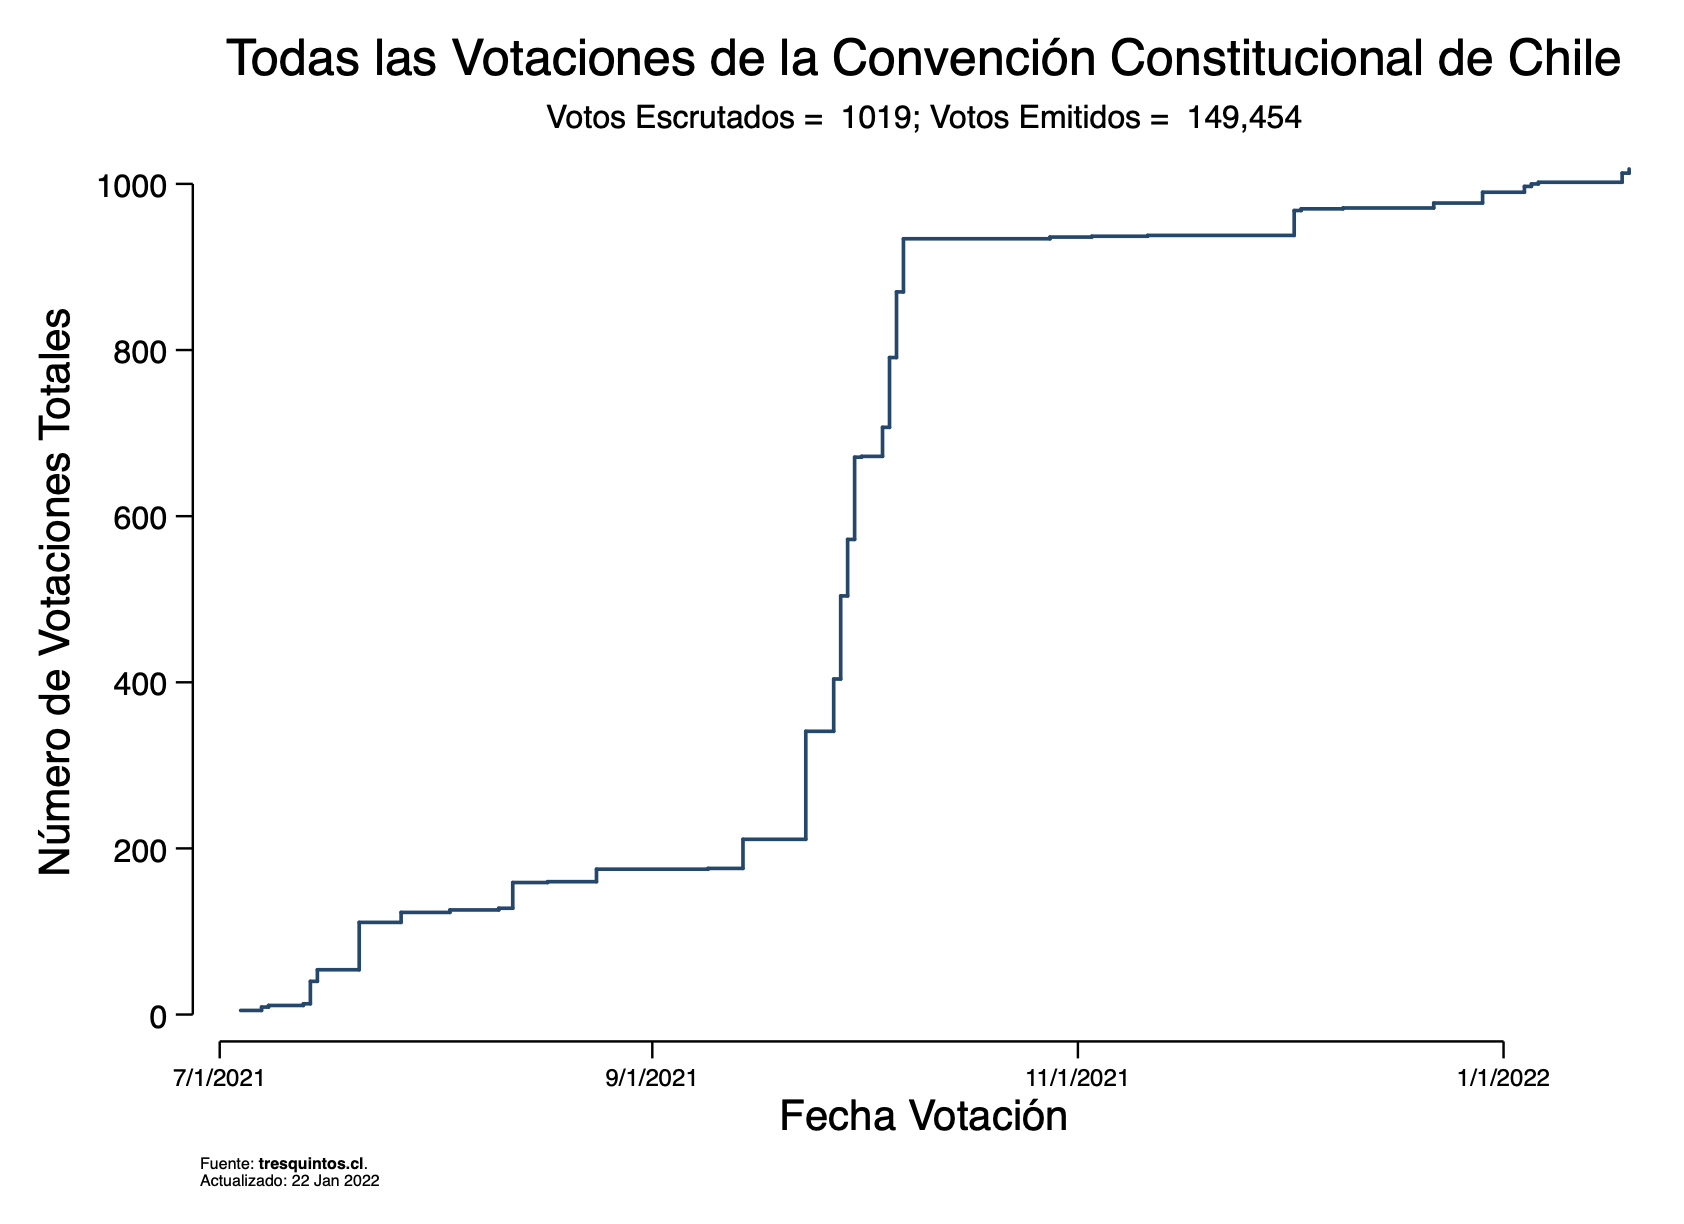 Todas las Votaciones de la Convención Constitucional de Chile
Votos Escrutados =  1019; Votos Emitidos =  149,454
Número de Votaciones Totales
1000
800
600
400
200
0
7/1/2021
9/1/2021
11/1/2021
1/1/2022
Fecha Votación
Fuente: tresquintos.cl.
Actualizado: 22 Jan 2022